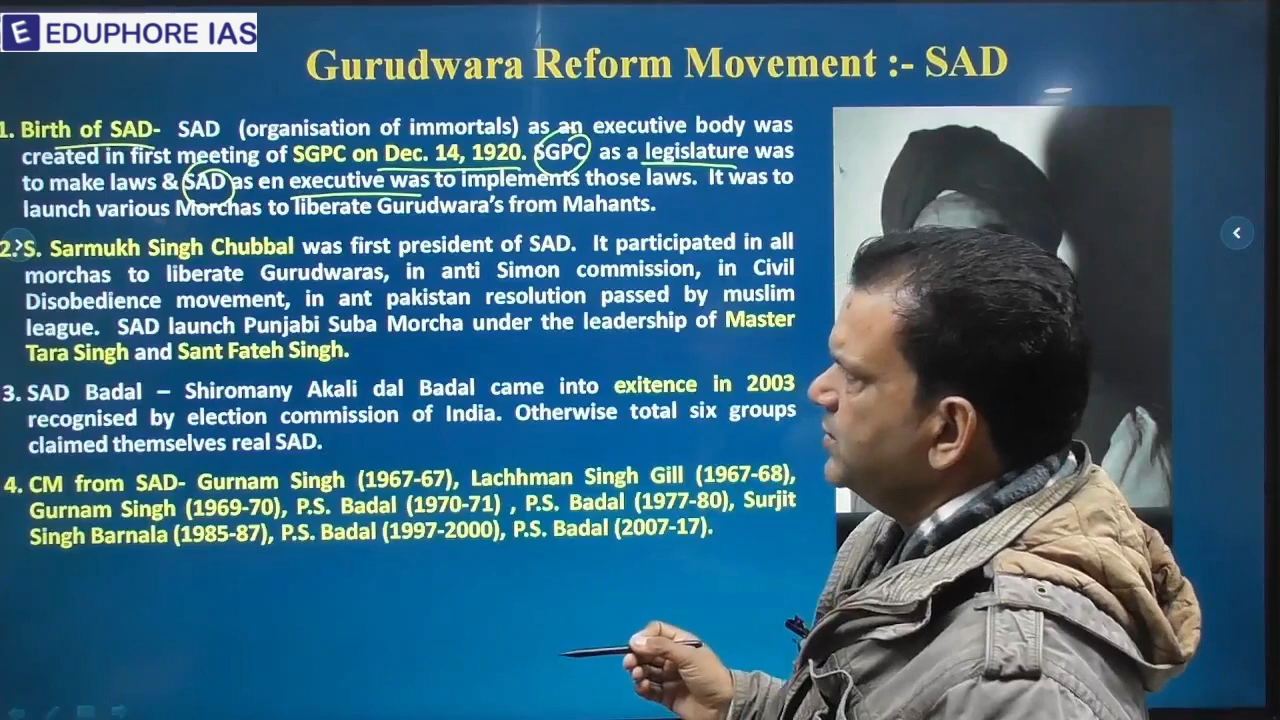 E EDUPHORE IAS
Gurudwara Reform Movement :- SAD
1. Birth of SAD- SAD (organisation of immortals) as an executive body was
created in first meeting of SGPC on Dec. 14, 1920. SGPC as a legislature was
to make laws & SAD as en executive was to implements those laws. It was to
launch various Morchas to liberate Gurudwara's from Mahants.
2. S. Sarmukh Singh Chubbal was first president of SAD. It participated in all
morchas to liberate Gurudwaras, in anti Simon commission, in Civil
Disobedience movement, in ant pakistan resolution passed by muslim
league. SAD launch Punjabi Suba Morcha under the leadership of Master
Tara Singh and Sant Fateh Singh.
3. SAD Badal – Shiromany Akali dal Badal came into exitence in 2003
recognised by election commission of India. Otherwise total six groups
claimed themselves real SAD.
4. CM from SAD- Gurnam Singh (1967-67), Lachhman Singh Gill (1967-68),
Gurnam Singh (1969-70), P.S. Badal (1970-71) , P.S. Badal (1977-80), Surjit
Singh Barnala (1985-87), P.S. Badal (1997-2000), P.S. Badal (2007-17).